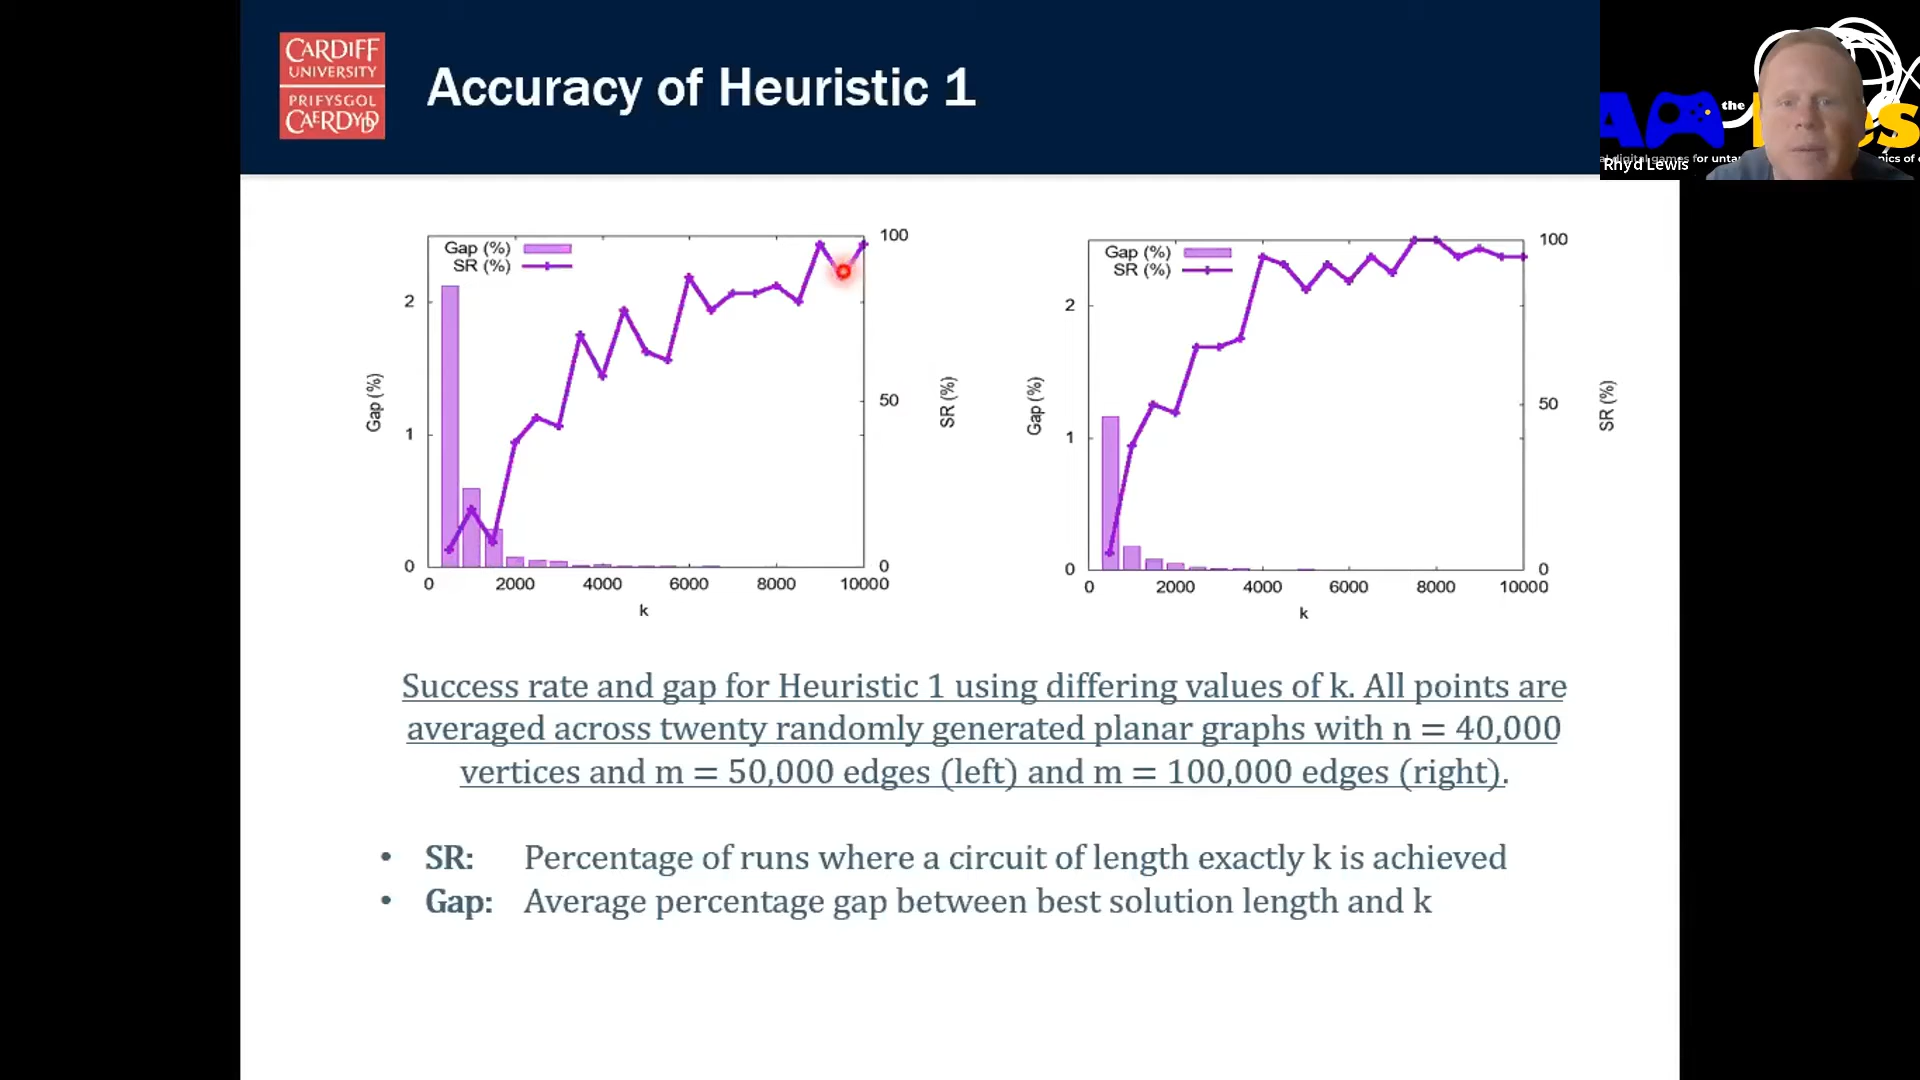 CARDIFF
UNIVERSITY
PRIFYSGOL
CAERDYD
Accuracy of Heuristic 1
the
Rhyd Lewis
Gap (%)
SR (%)
100
2
50
1
0
0
0
2000
4000
6000
8000
10000
k
Gap (%)
SR (%)
Gap (%)
SR (%)
100
2
50
1
0
0
0
2000
4000
6000
8000
10000
k
Gap (%)
SR (%)
Success rate and gap for Heuristic 1 using differing values of k. All points are
averaged across twenty randomly generated planar graphs with n = 40,000
vertices and m = 50,000 edges (left) and m = 100,000 edges (right).
• SR: Percentage of runs where a circuit of length exactly k is achieved
• Gap: Average percentage gap between best solution length and k